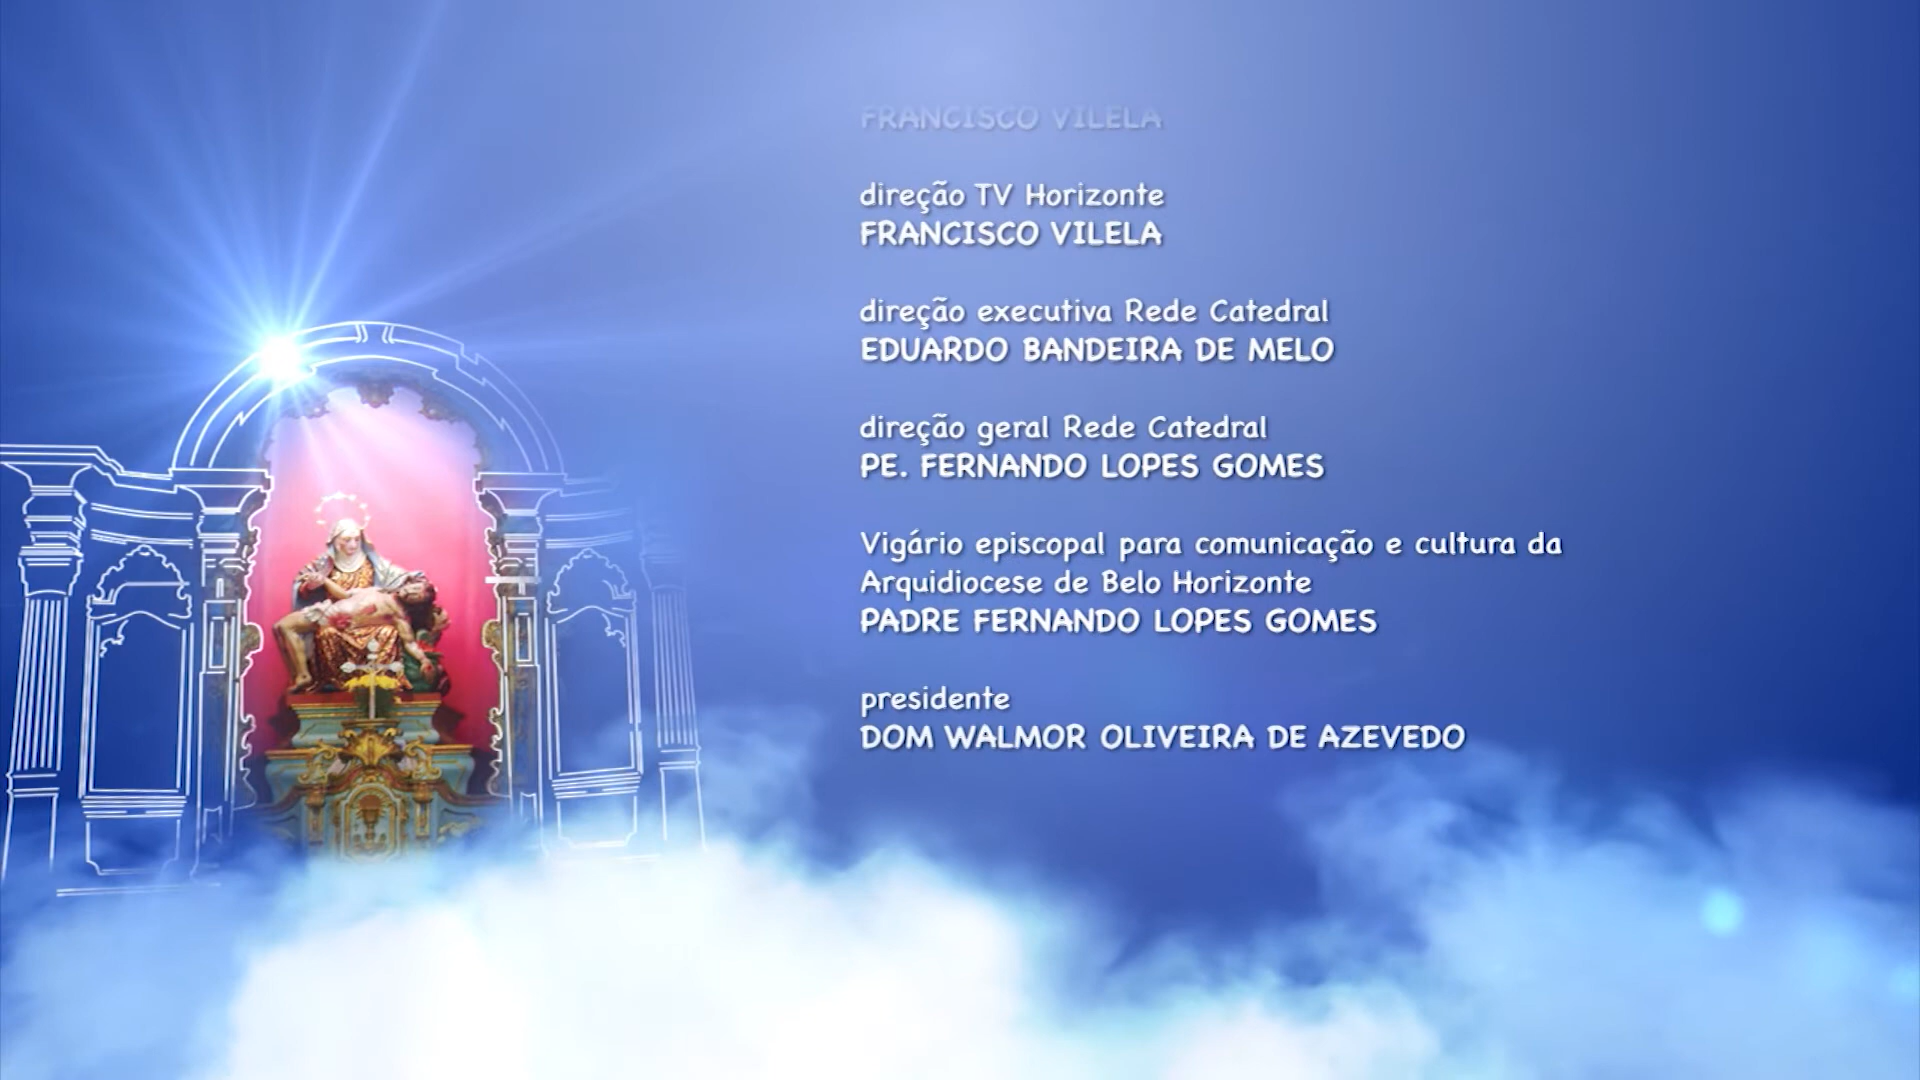 FRANCISCO VILELA
direção TV Horizonte
FRANCISCO VILELA
direção executiva Rede Catedral
EDUARDO BANDEIRA DE MELO
direção geral Rede Catedral
PE. FERNANDO LOPES GOMES
Vigário episcopal para comunicação e cultura da
Arquidiocese de Belo Horizonte
PADRE FERNANDO LOPES GOMES
presidente
DOM WALMOR OLIVEIRA DE AZEVEDO